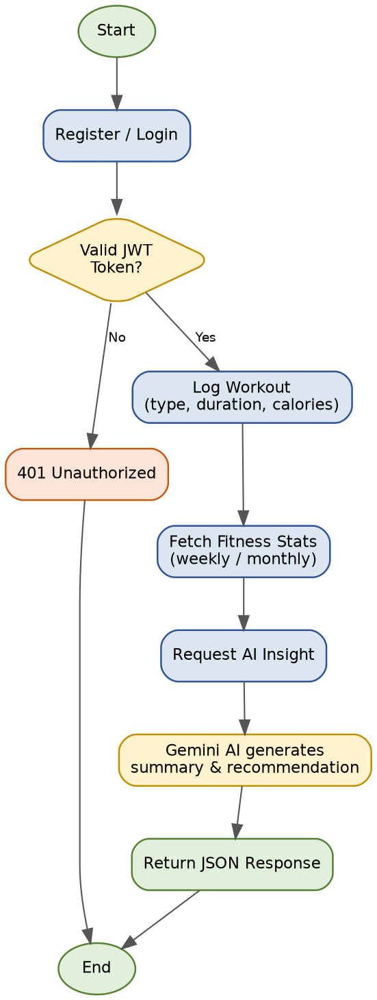 Start
Register / Login
Valid JWT
Token?
No
Yes
Log Workout
(type, duration, calories)
401 Unauthorized
Fetch Fitness Stats
(weekly / monthly)
Request AI Insight
Gemini AI generates
summary & recommendation
Return JSON Response
End